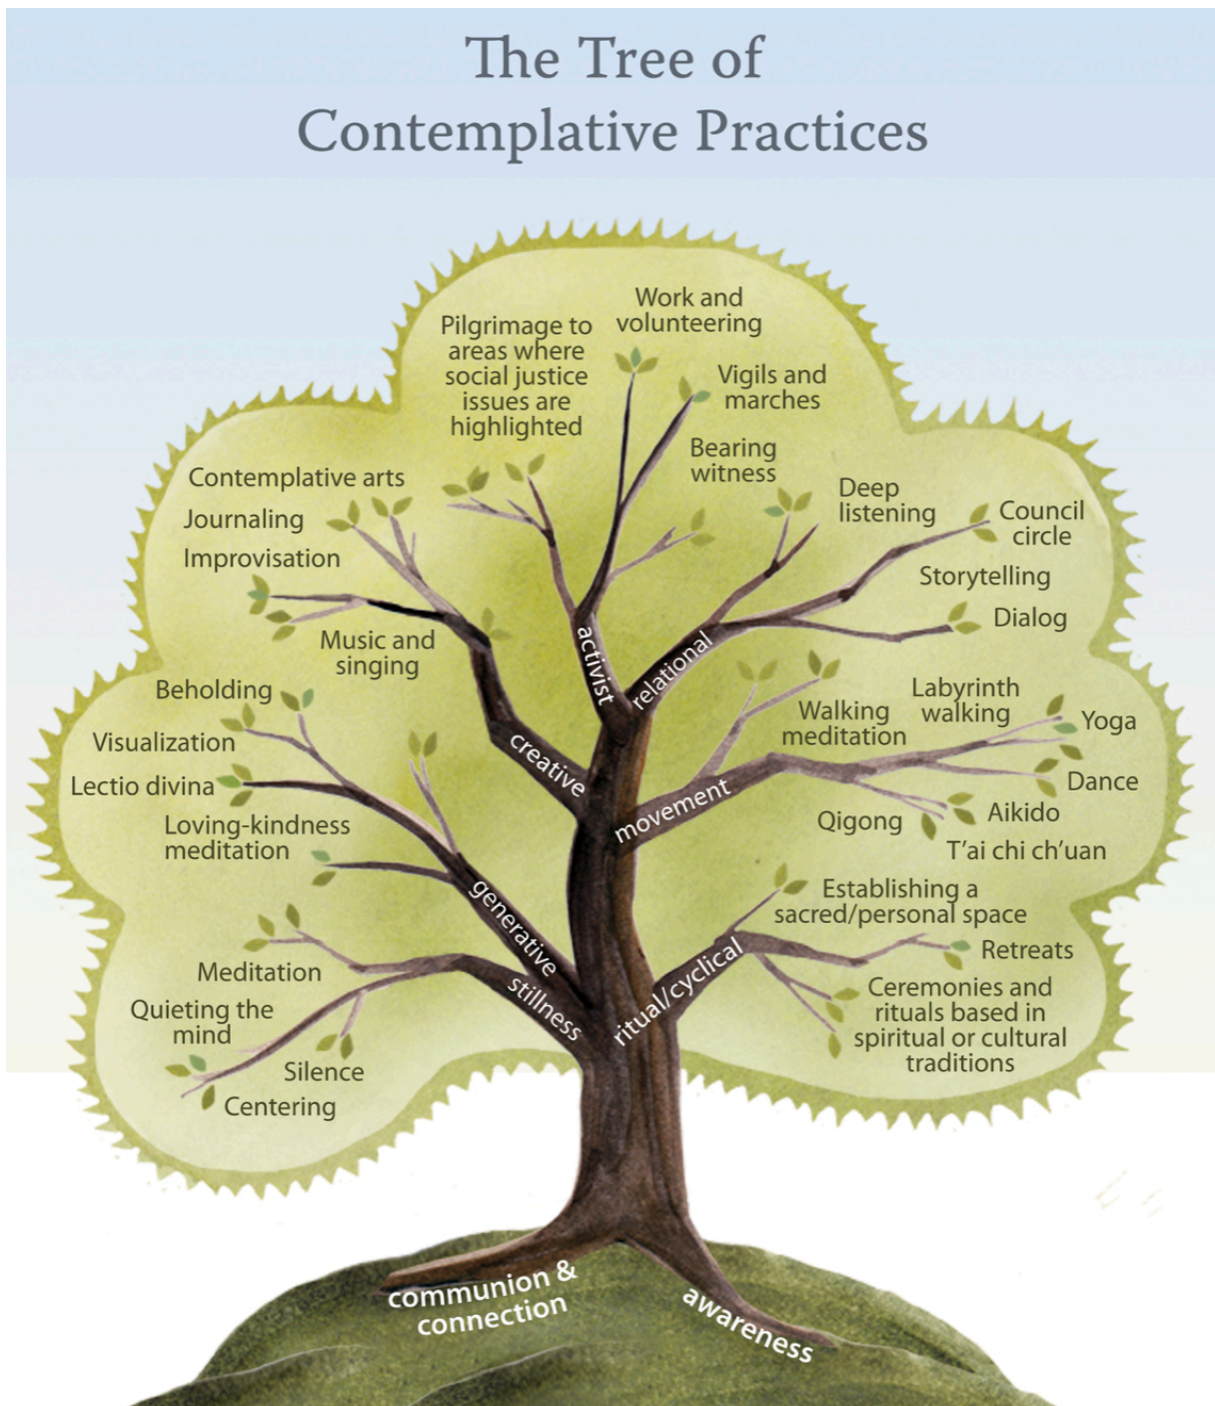 The Tree of
Contemplative Practices
Work and
volunteering
Pilgrimage to
areas where
social justice
issues are
highlighted
Vigils and
marches
Bearing
witness
Contemplative arts
Journaling
Improvisation
Music and
singing
Deep
listening
Council
circle
Storytelling
Dialog
activist
relational
Beholding
Visualization
Lectio divina
Loving-kindness
meditation
creative
movement
Walking
meditation
Labyrinth
walking
Yoga
Dance
Aikido
Qigong
T'ai chi ch'uan
generative
stillness
ritual/cyclical
Establishing a
sacred/personal space
Retreats
Ceremonies and
rituals based in
spiritual or cultural
traditions
Meditation
Quieting the
mind
Silence
Centering
communion &
connection
awareness